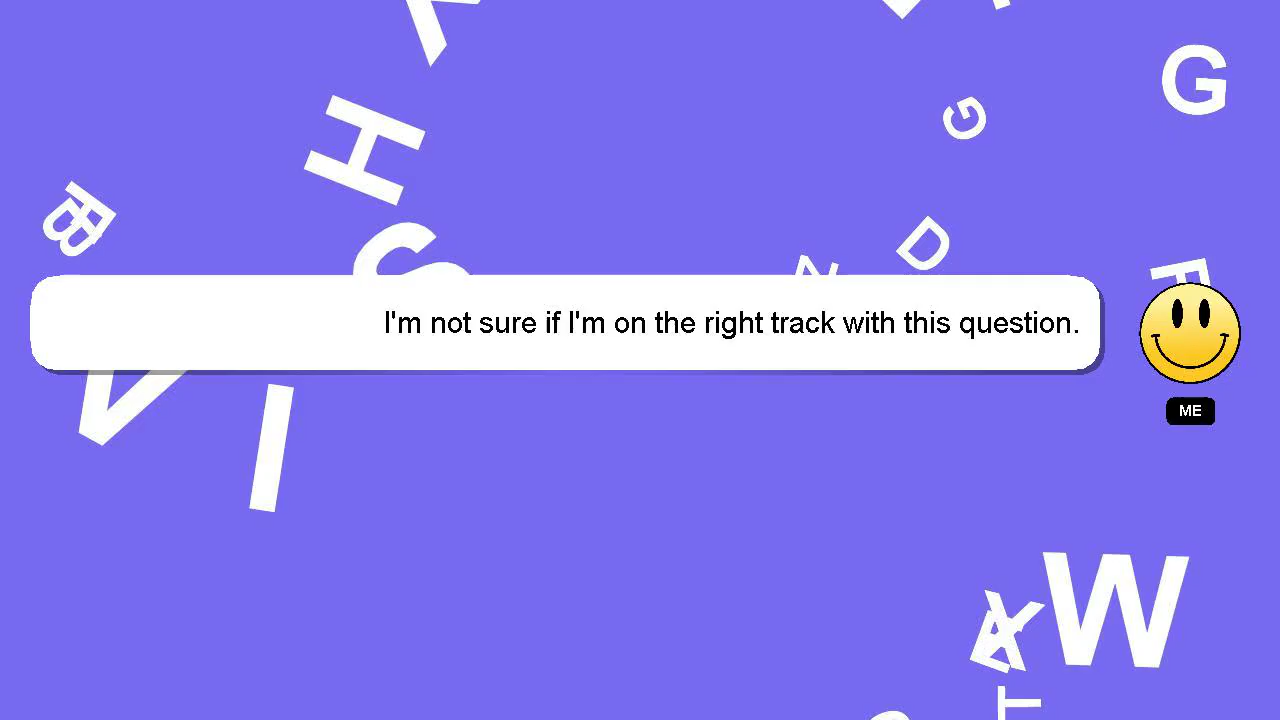 G
H
G
B
R
D
Z
F
S
I'm not sure if I'm on the right track with this question.
ME
V
I
W
X
A
T